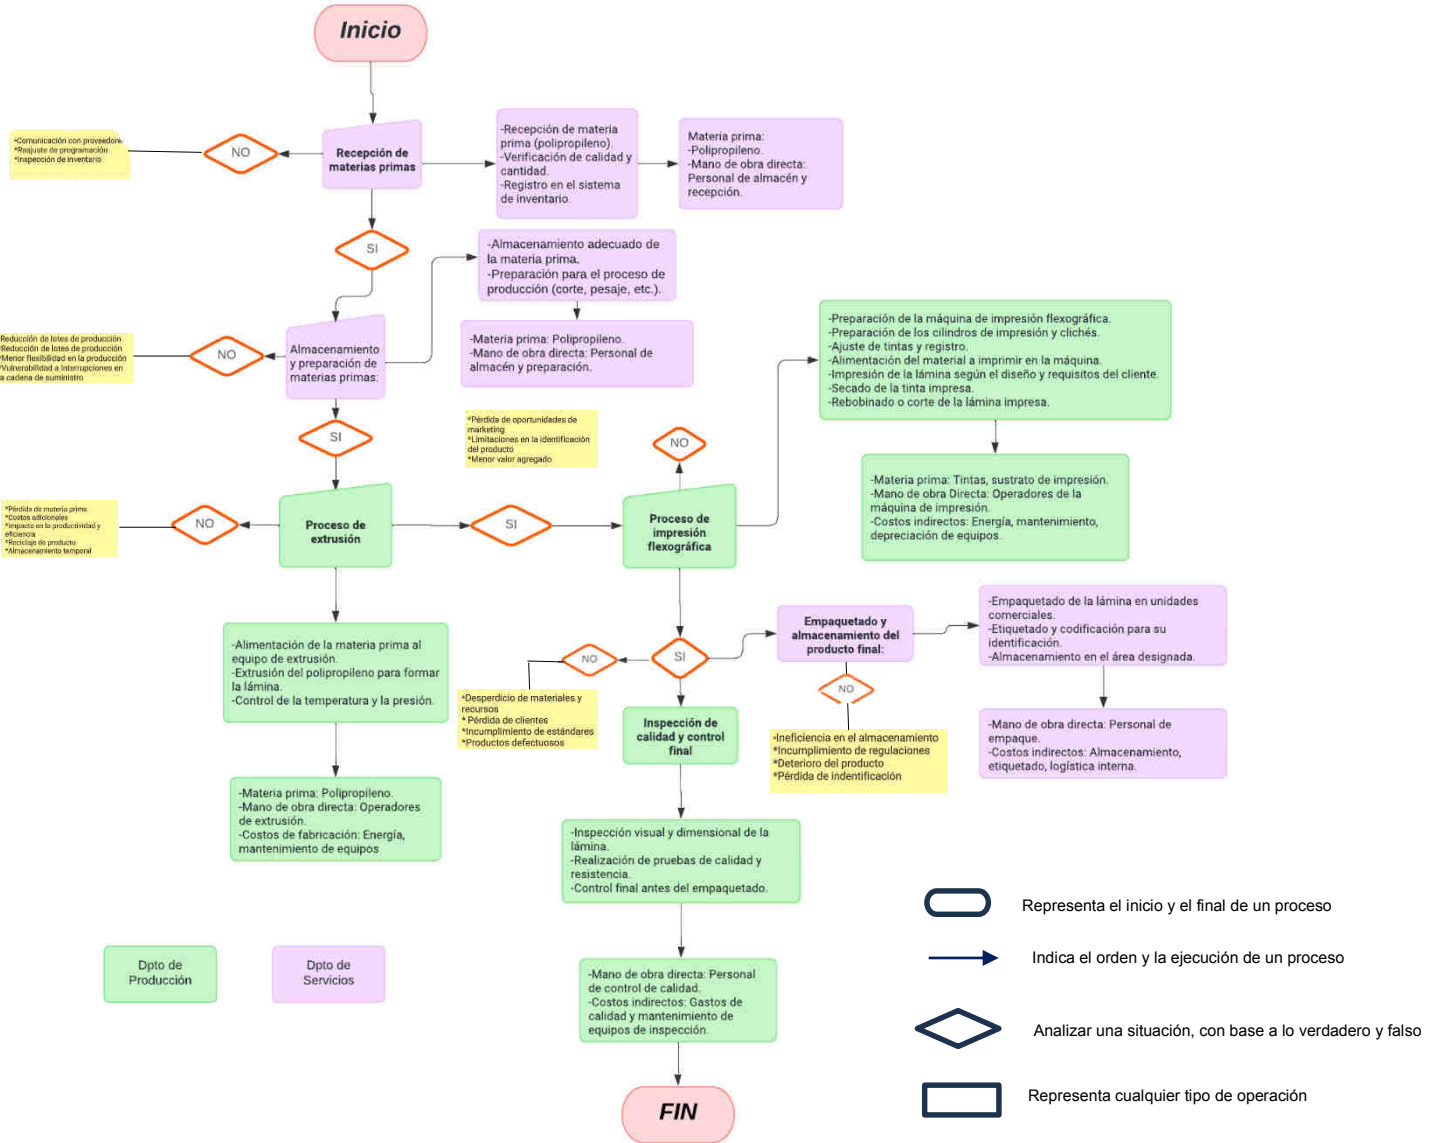 Inicio
-Comunicación con proveedore
*Reajuste de programación
*Inspección de inventario
NO
Recepción de
materias primas
-Recepción de materia
prima (polipropileno).
-Verificación de calidad y
cantidad.
-Registro en el sistema
de inventario.
Materia prima:
-Polipropileno.
-Mano de obra directa:
Personal de almacén y
recepción.
SI
-Almacenamiento adecuado de
la materia prima.
-Preparación para el proceso de
producción (corte, pesaje, etc.).
-Materia prima: Polipropileno.
-Mano de obra directa: Personal de
almacén y preparación.
Reducción de lotes de producción
Reducción de lotes de producción
*Menor flexibilidad en la producción
*Vulnerabilidad a Interrupciones en
a cadena de suministro
NO
Almacenamiento
y preparación de
materias primas:
SI
-Preparación de la máquina de impresión flexográfica.
-Preparación de los cilindros de impresión y clichés.
-Ajuste de tintas y registro.
-Alimentación del material a imprimir en la máquina.
-Impresión de la lámina según el diseño y requisitos del cliente.
-Secado de la tinta impresa.
-Rebobinado o corte de la lámina impresa.
*Pérdida de oportunidades de
marketing
*Limitaciones en la identificación
del producto
*Menor valor agregado
NO
-Materia prima: Tintas, sustrato de impresión.
-Mano de obra Directa: Operadores de la
máquina de impresión.
-Costos indirectos: Energía, mantenimiento,
depreciación de equipos.
*Pérdida de materia prima
*Costos adicionales
*Impacto en la productividad y
eficiencia
*Reciclaje de producto
*Almacenamiento temporal
NO
Proceso de
extrusión
SI
Proceso de
impresión
flexográfica
-Alimentación de la materia prima al
equipo de extrusión.
-Extrusión del polipropileno para formar
la lámina.
-Control de la temperatura y la presión.
-Materia prima: Polipropileno.
-Mano de obra directa: Operadores
de extrusión.
-Costos de fabricación: Energía,
mantenimiento de equipos
NO
SI
*Desperdicio de materiales y
recursos
* Pérdida de clientes
*Incumplimiento de estándares
*Productos defectuosos
Empaquetado y
almacenamiento del
producto final:
NO
-Ineficiencia en el almacenamiento
*Incumplimiento de regulaciones
*Deterioro del producto
*Pérdida de indentificación
-Empaquetado de la lámina en unidades
comerciales.
-Etiquetado y codificación para su
identificación.
-Almacenamiento en el área designada.
-Mano de obra directa: Personal de
empaque.
-Costos indirectos: Almacenamiento,
etiquetado, logística interna.
Inspección de
calidad y control
final
-Inspección visual y dimensional de la
lámina.
-Realización de pruebas de calidad y
resistencia.
-Control final antes del empaquetado.
-Mano de obra directa: Personal
de control de calidad.
-Costos indirectos: Gastos de
calidad y mantenimiento de
equipos de inspección.
FIN
Dpto de
Producción
Dpto de
Servicios
Representa el inicio y el final de un proceso
Indica el orden y la ejecución de un proceso
Analizar una situación, con base a lo verdadero y falso
Representa cualquier tipo de operación